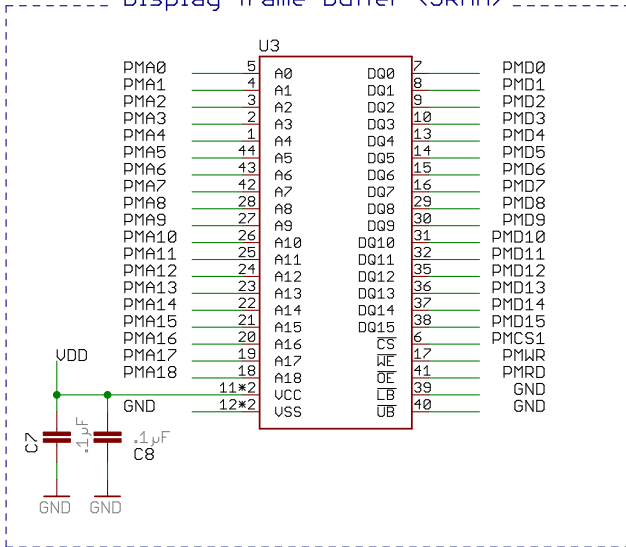 Display frame buffer (SRAM)
U3
PMA0 5 A0 DQ0 7 PMD0
PMA1 4 A1 DQ1 8 PMD1
PMA2 3 A2 DQ2 9 PMD2
PMA3 2 A3 DQ3 10 PMD3
PMA4 1 A4 DQ4 13 PMD4
PMA5 44 A5 DQ5 14 PMD5
PMA6 43 A6 DQ6 15 PMD6
PMA7 42 A7 DQ7 16 PMD7
PMA8 28 A8 DQ8 29 PMD8
PMA9 27 A9 DQ9 30 PMD9
PMA10 26 A10 DQ10 31 PMD10
PMA11 25 A11 DQ11 32 PMD11
PMA12 24 A12 DQ12 35 PMD12
PMA13 23 A13 DQ13 36 PMD13
PMA14 22 A14 DQ14 37 PMD14
PMA15 21 A15 DQ15 38 PMD15
PMA16 20 A16 CS 6 PMCS1
PMA17 19 A17 WE 17 PMWR
PMA18 18 A18 OE 41 PMRD
VDD
11*2 VCC LB 39 GND
GND 12*2 VSS UB 40 GND
C7 .1µF .1µF
C8
GND GND